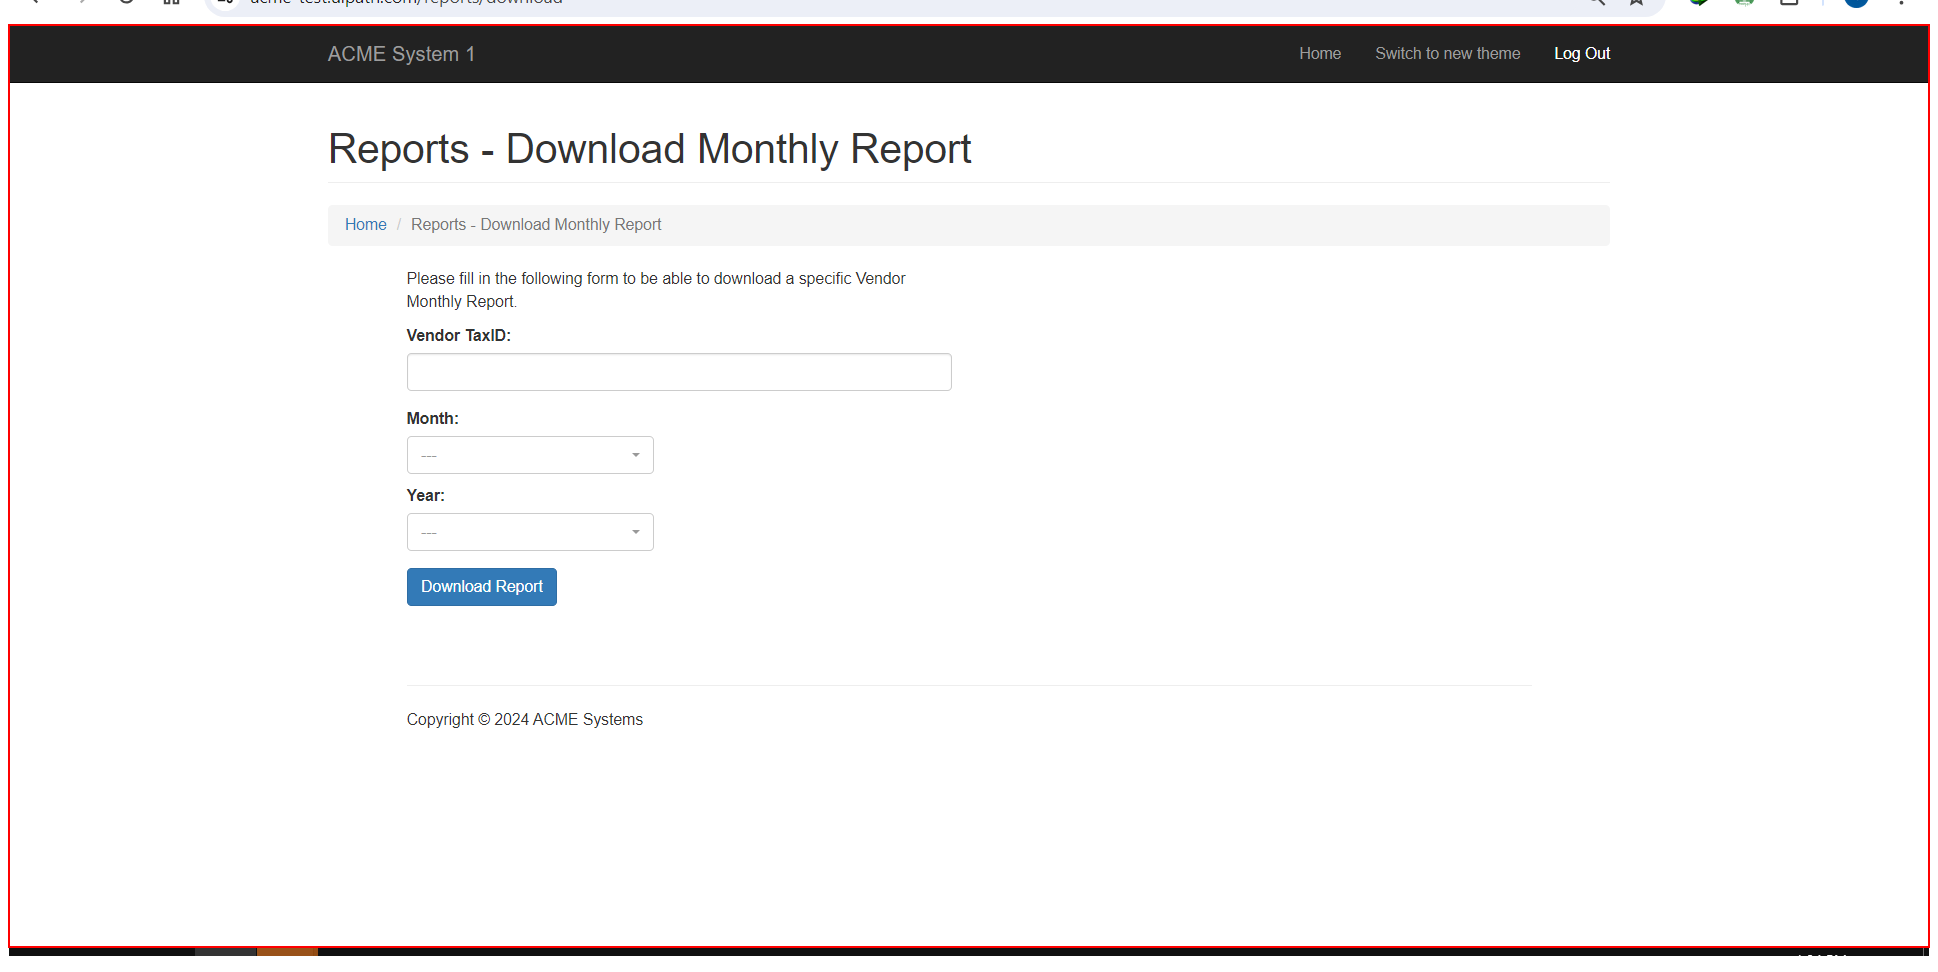 acme-test.uipath.com/reports/download
ACME System 1
Home
Switch to new theme
Log Out
Reports - Download Monthly Report
Home / Reports - Download Monthly Report
Please fill in the following form to be able to download a specific Vendor
Monthly Report.
Vendor TaxID:
Month:
---
Year:
---
Download Report
Copyright © 2024 ACME Systems